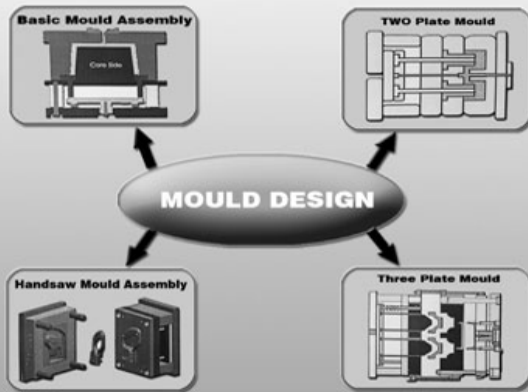 Basic Mould Assembly
Core Side
TWO Plate Mould
MOULD DESIGN
Handsaw Mould Assembly
Three Plate Mould